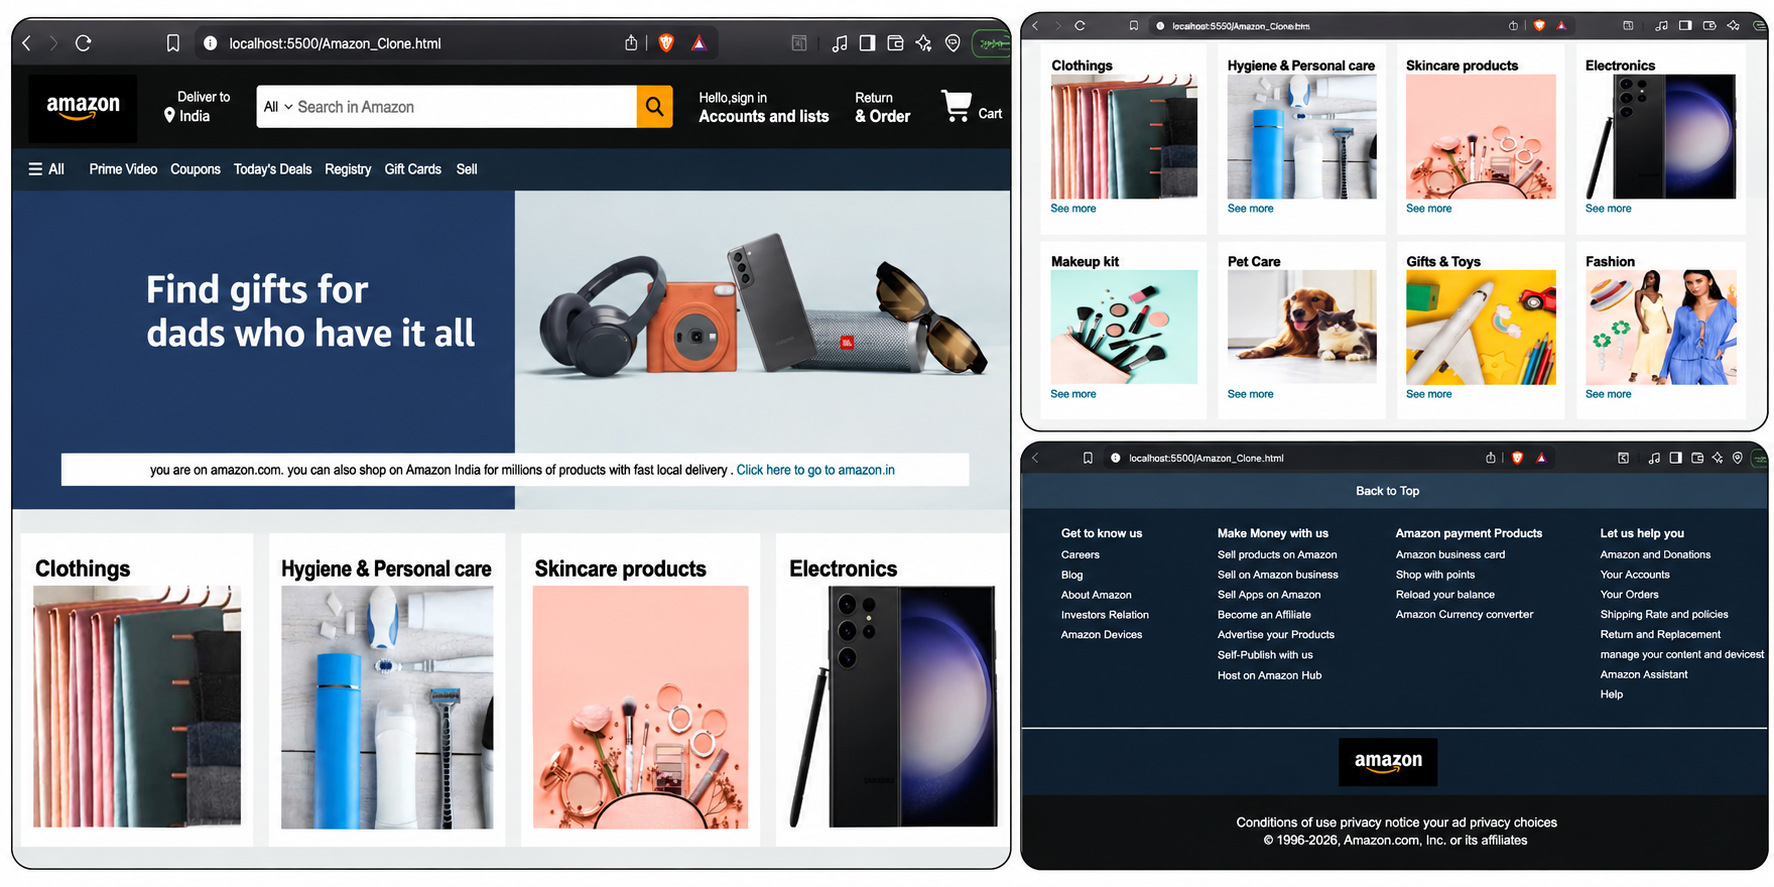 localhost:5500/Amazon_Clone.html
amazon
Deliver to
India
All
Search in Amazon
Hello,sign in
Accounts and lists
Return
& Order
Cart
All
Prime Video
Coupons
Today's Deals
Registry
Gift Cards
Sell
Find gifts for
dads who have it all
JBL
you are on amazon.com. you can also shop on Amazon India for millions of products with fast local delivery . Click here to go to amazon.in
Clothings
Hygiene & Personal care
Skincare products
Electronics
SAMSUNG
localhost:5550/Amazon_Clone.htm
Clothings
Hygiene & Personal care
Skincare products
Electronics
See more
See more
See more
See more
Makeup kit
Pet Care
Gifts & Toys
Fashion
See more
See more
See more
See more
localhost:5500/Amazon_Clone.html
Back to Top
Get to know us
Careers
Blog
About Amazon
Investors Relation
Amazon Devices
Make Money with us
Sell products on Amazon
Sell on Amazon business
Sell Apps on Amazon
Become an Affiliate
Advertise your Products
Self-Publish with us
Host on Amazon Hub
Amazon payment Products
Amazon business card
Shop with points
Reload your balance
Amazon Currency converter
Let us help you
Amazon and Donations
Your Accounts
Your Orders
Shipping Rate and policies
Return and Replacement
manage your content and devicest
Amazon Assistant
Help
amazon
Conditions of use privacy notice your ad privacy choices
© 1996-2026, Amazon.com, Inc. or its affiliates